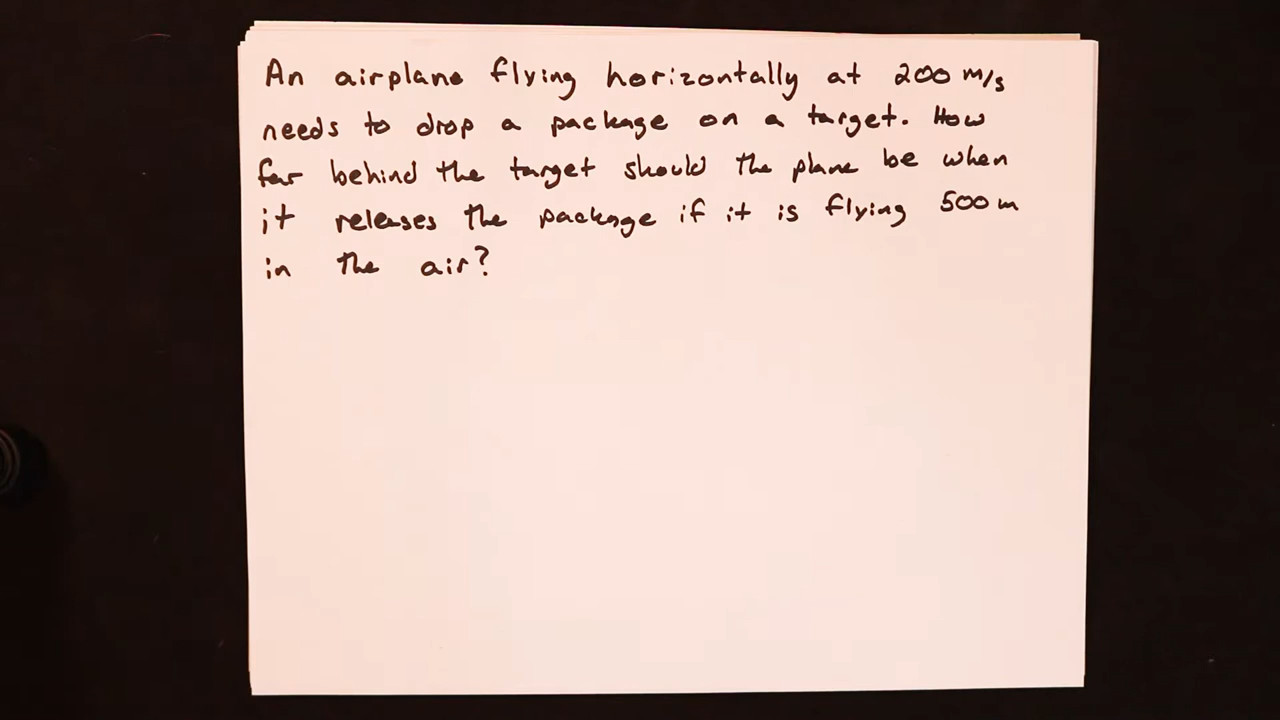 An airplane flying horizontally at 200 m/s
needs to drop a package on a target. How
far behind the target should the plane be when
it releases the package if it is flying 500 m
in the air?